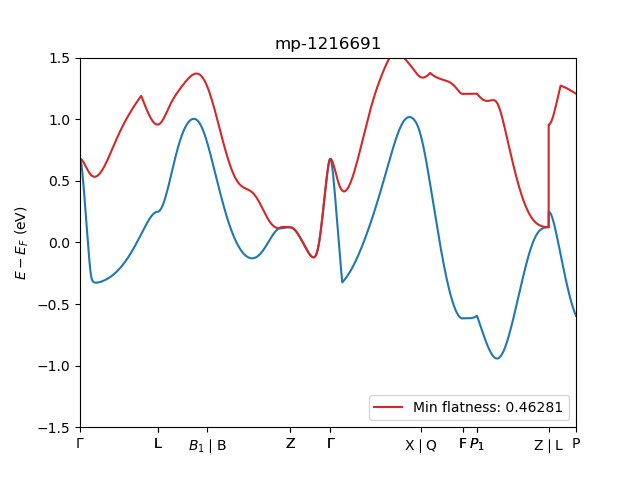 mp-1216691
E − E_F (eV)
1.5
1.0
0.5
0.0
−0.5
−1.0
−1.5
Min flatness: 0.46281
Γ L B₁ | B Z Γ X | Q F P₁ Z | L P